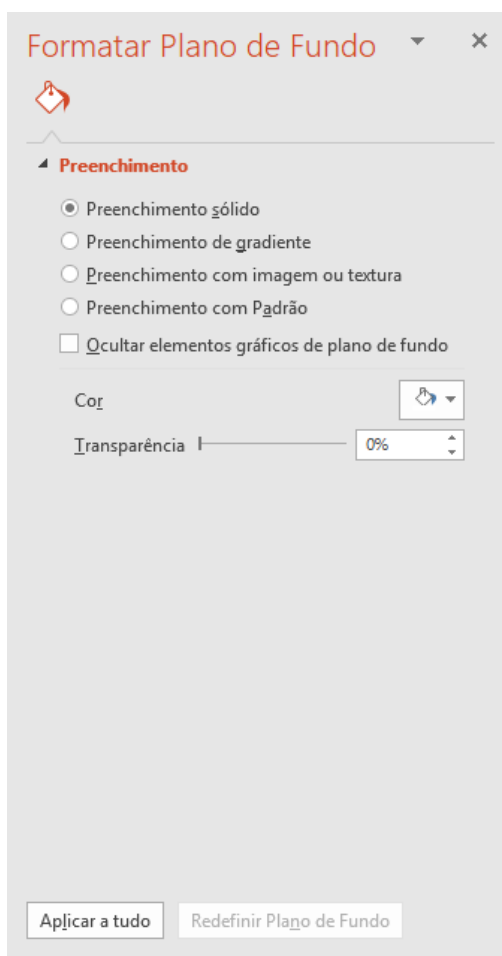 Formatar Plano de Fundo
Preenchimento
Preenchimento sólido
Preenchimento de gradiente
Preenchimento com imagem ou textura
Preenchimento com Padrão
Ocultar elementos gráficos de plano de fundo
Cor
Transparência 0%
Aplicar a tudo Redefinir Plano de Fundo